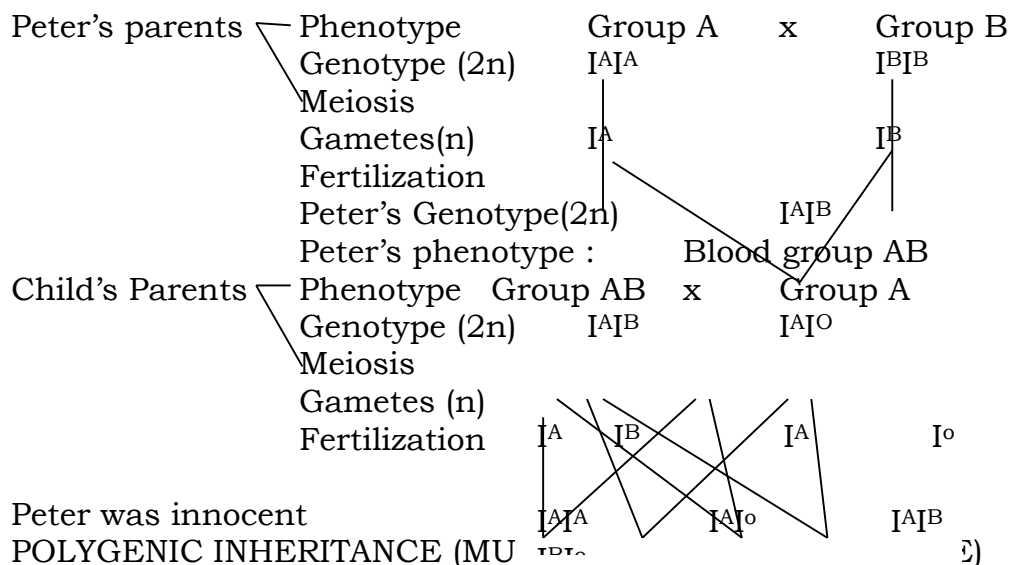 Peter’s parents Phenotype Group A x Group B
Genotype (2n) IAIA IBIB
Meiosis
Gametes(n) IA IB
Fertilization
Peter’s Genotype(2n) IAIB
Peter’s phenotype : Blood group AB
Child’s Parents Phenotype Group AB x Group A
Genotype (2n) IAIB IAIO
Meiosis
Gametes (n)
Fertilization IA IB IA Io
Peter was innocent IAIA IAIo IAIB
POLYGENIC INHERITANCE